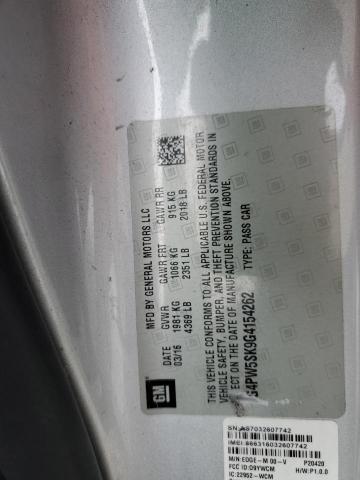 GM
MFD BY GENERAL MOTORS LLC
DATE GVWR GAWR FRT GAWR RR
03/16 1981 KG 1066 KG 915 KG
4369 LB 2351 LB 2018 LB
THIS VEHICLE CONFORMS TO ALL APPLICABLE U.S. FEDERAL MOTOR
VEHICLE SAFETY, BUMPER, AND THEFT PREVENTION STANDARDS IN
EFFECT ON THE DATE OF MANUFACTURE SHOWN ABOVE.
G4PW5SK9G4154262 TYPE: PASS CAR
SN:AS7032607742
IMEI:866316032607742
M/N:EDGE-M 00-V P20420
FCC ID:O9YWCM H/W:P1.0.0
IC:22952-WCM